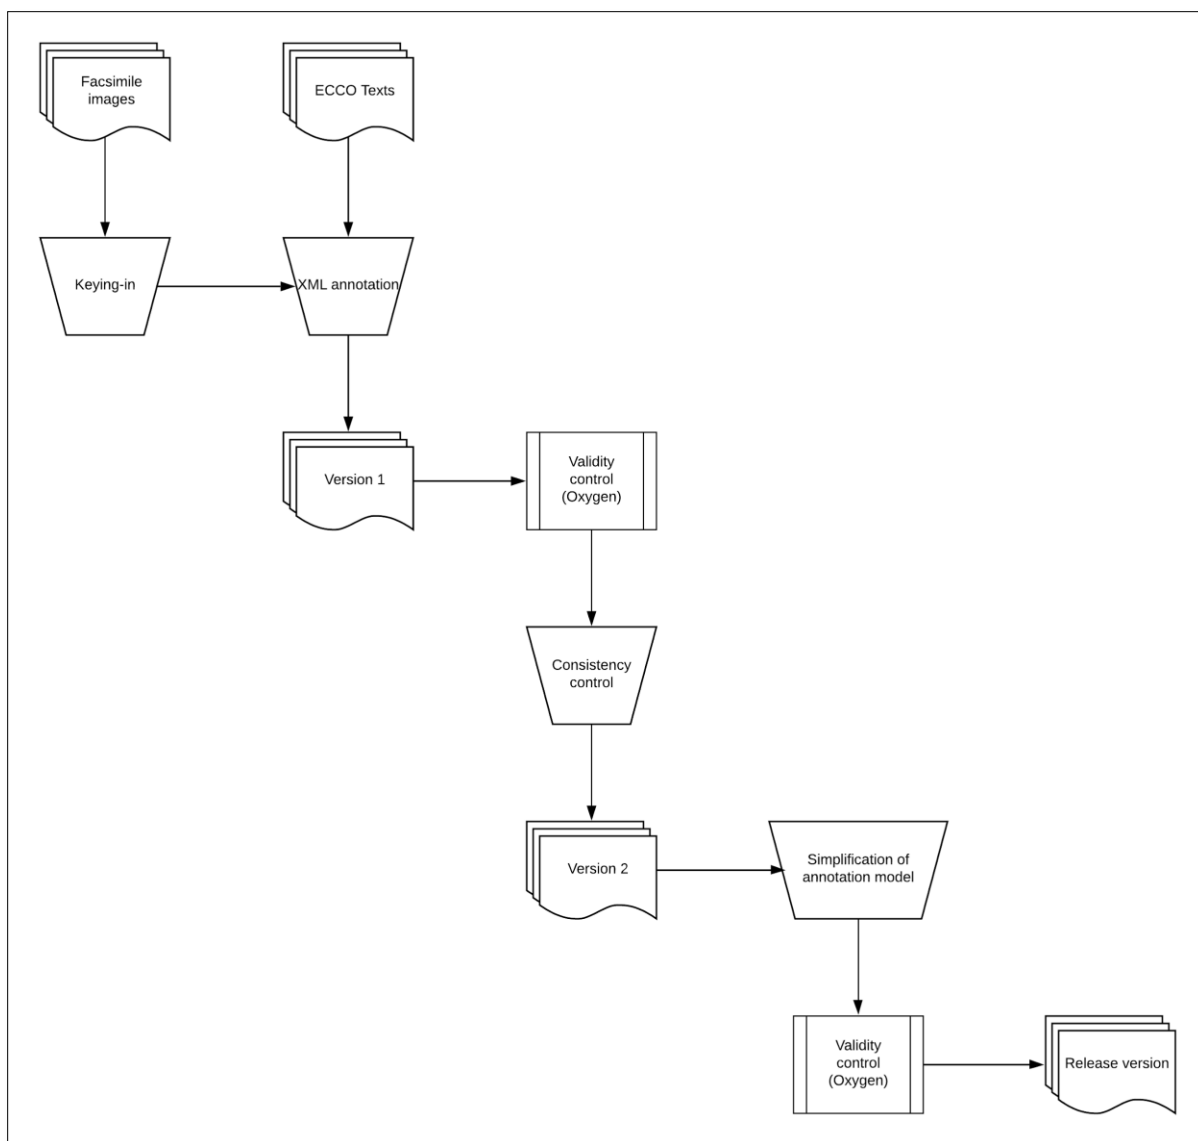 Facsimile
images
ECCO Texts
Keying-in
XML annotation
Version 1
Validity
control
(Oxygen)
Consistency
control
Version 2
Simplification of
annotation model
Validity
control
(Oxygen)
Release version